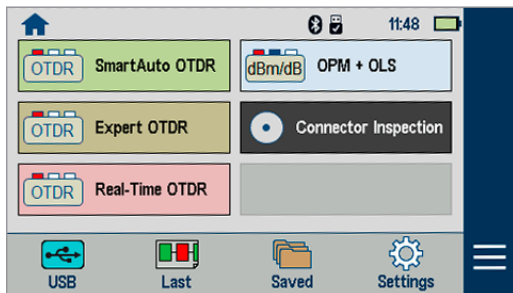 11:48
OTDR SmartAuto OTDR
dBm/dB OPM + OLS
OTDR Expert OTDR
Connector Inspection
OTDR Real-Time OTDR
USB
Last
Saved
Settings